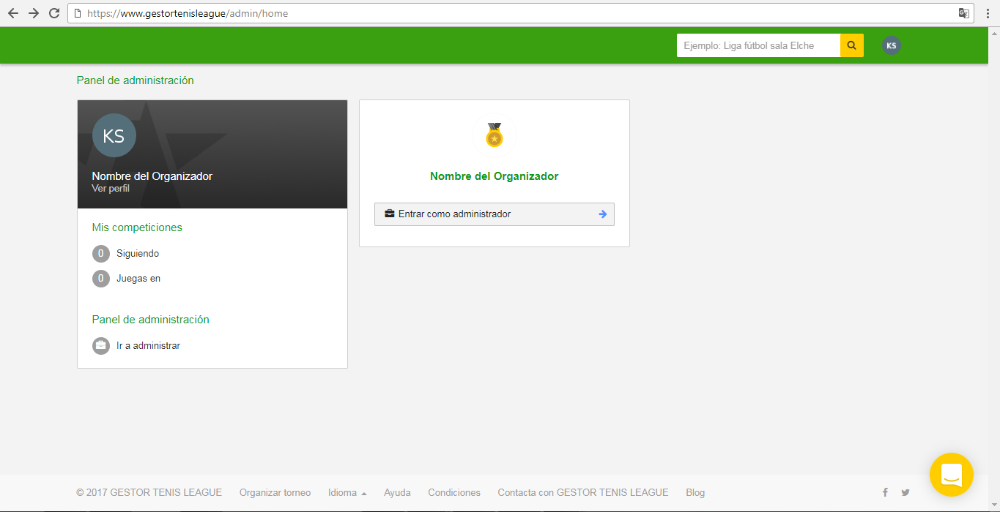 https://www.gestortenisleague/admin/home
Ejemplo: Liga fútbol sala Elche
KS
Panel de administración
KS
Nombre del Organizador
Ver perfil
Mis competiciones
0 Siguiendo
0 Juegas en
Panel de administración
Ir a administrar
Nombre del Organizador
Entrar como administrador
© 2017 GESTOR TENIS LEAGUE Organizar torneo Idioma Ayuda Condiciones Contacta con GESTOR TENIS LEAGUE Blog